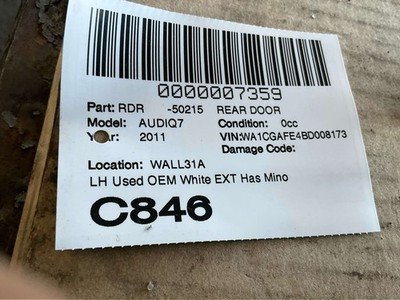 0000007359
Part: RDR -50215 REAR DOOR
Model: AUDIQ7 Condition: 0cc
Year: 2011 VIN:WA1CGAFE4BD008173
Damage Code:
Location: WALL31A
LH Used OEM White EXT Has Mino
C846